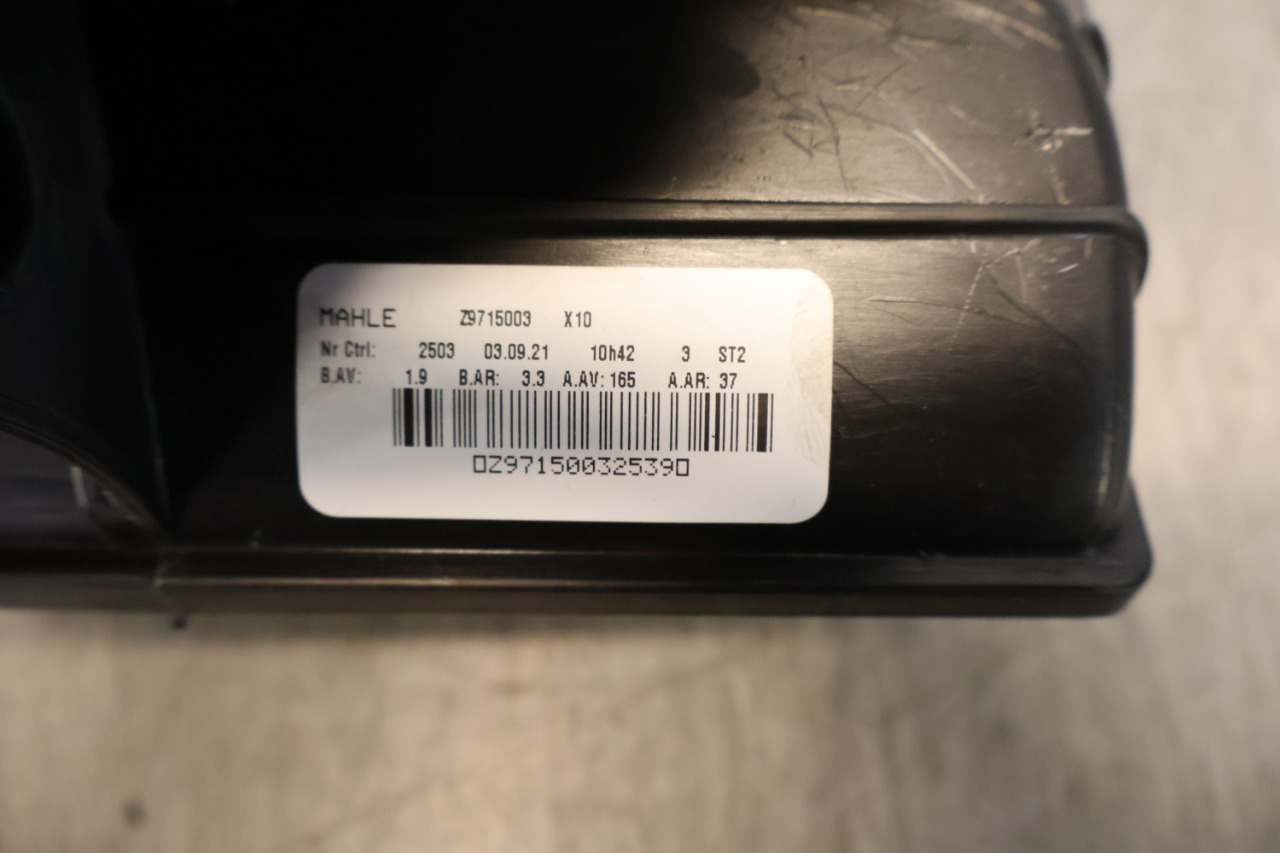 MAHLE Z9715003 X10
Nr Ctrl: 2503 03.09.21 10h42 3 ST2
B.AV: 1.9 B.AR: 3.3 A.AV: 165 A.AR: 37
▯Z97150032539▯